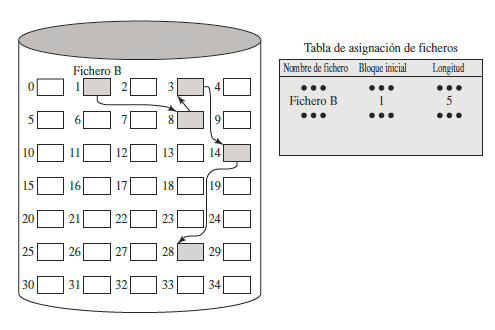 Fichero B
0 1 2 3 4
5 6 7 8 9
10 11 12 13 14
15 16 17 18 19
20 21 22 23 24
25 26 27 28 29
30 31 32 33 34
Tabla de asignación de ficheros
Nombre de fichero Bloque inicial Longitud
••• ••• •••
Fichero B 1 5
••• ••• •••